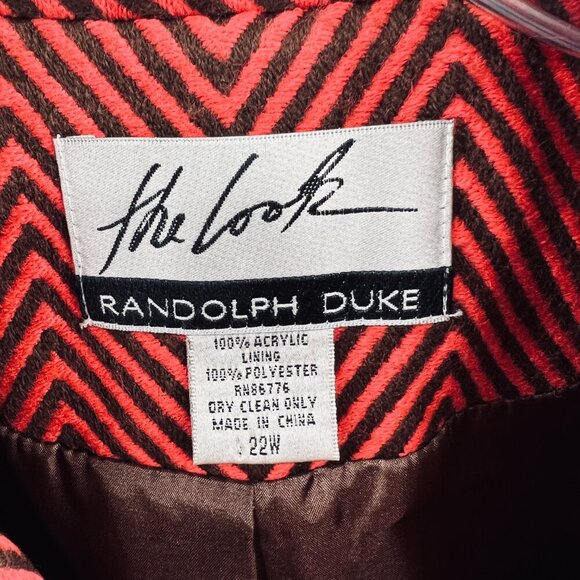 the look
RANDOLPH DUKE
100% ACRYLIC
LINING
100% POLYESTER
RN86776
DRY CLEAN ONLY
MADE IN CHINA
22W